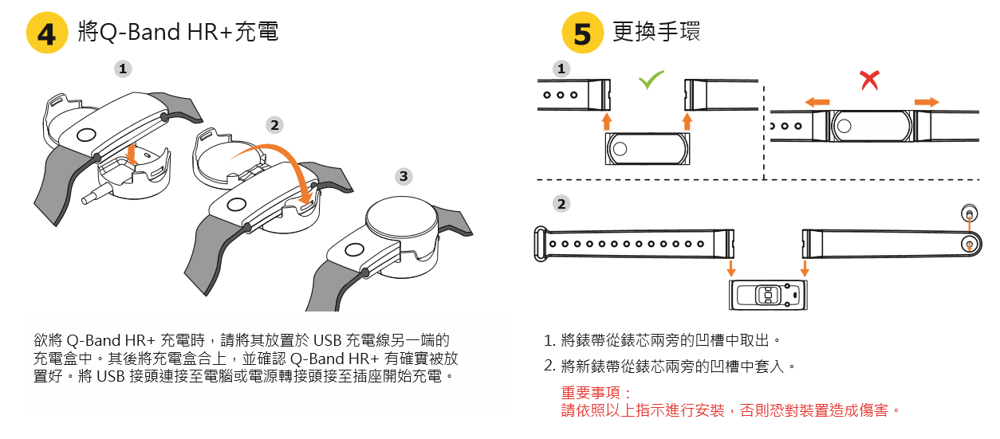 4 將Q-Band HR+充電
1
2
3
欲將 Q-Band HR+ 充電時，請將其放置於 USB 充電線另一端的
充電盒中。其後將充電盒合上，並確認 Q-Band HR+ 有確實被放
置好。將 USB 接頭連接至電腦或電源轉接頭接至插座開始充電。
5 更換手環
1
2
1. 將錶帶從錶芯兩旁的凹槽中取出。
2. 將新錶帶從錶芯兩旁的凹槽中套入。
重要事項：
請依照以上指示進行安裝，否則恐對裝置造成傷害。